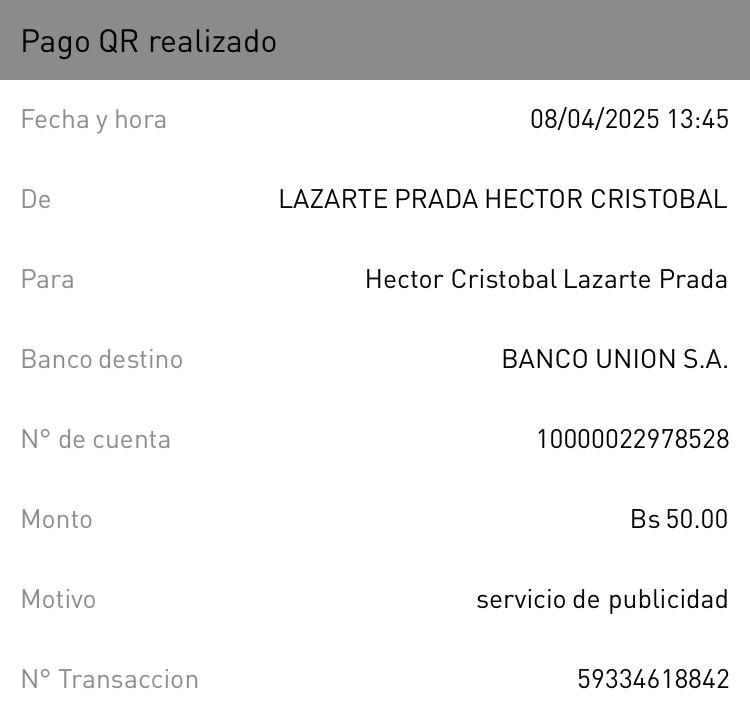 Pago QR realizado
Fecha y hora 08/04/2025 13:45
De LAZARTE PRADA HECTOR CRISTOBAL
Para Hector Cristobal Lazarte Prada
Banco destino BANCO UNION S.A.
N° de cuenta 10000022978528
Monto Bs 50.00
Motivo servicio de publicidad
N° Transaccion 59334618842